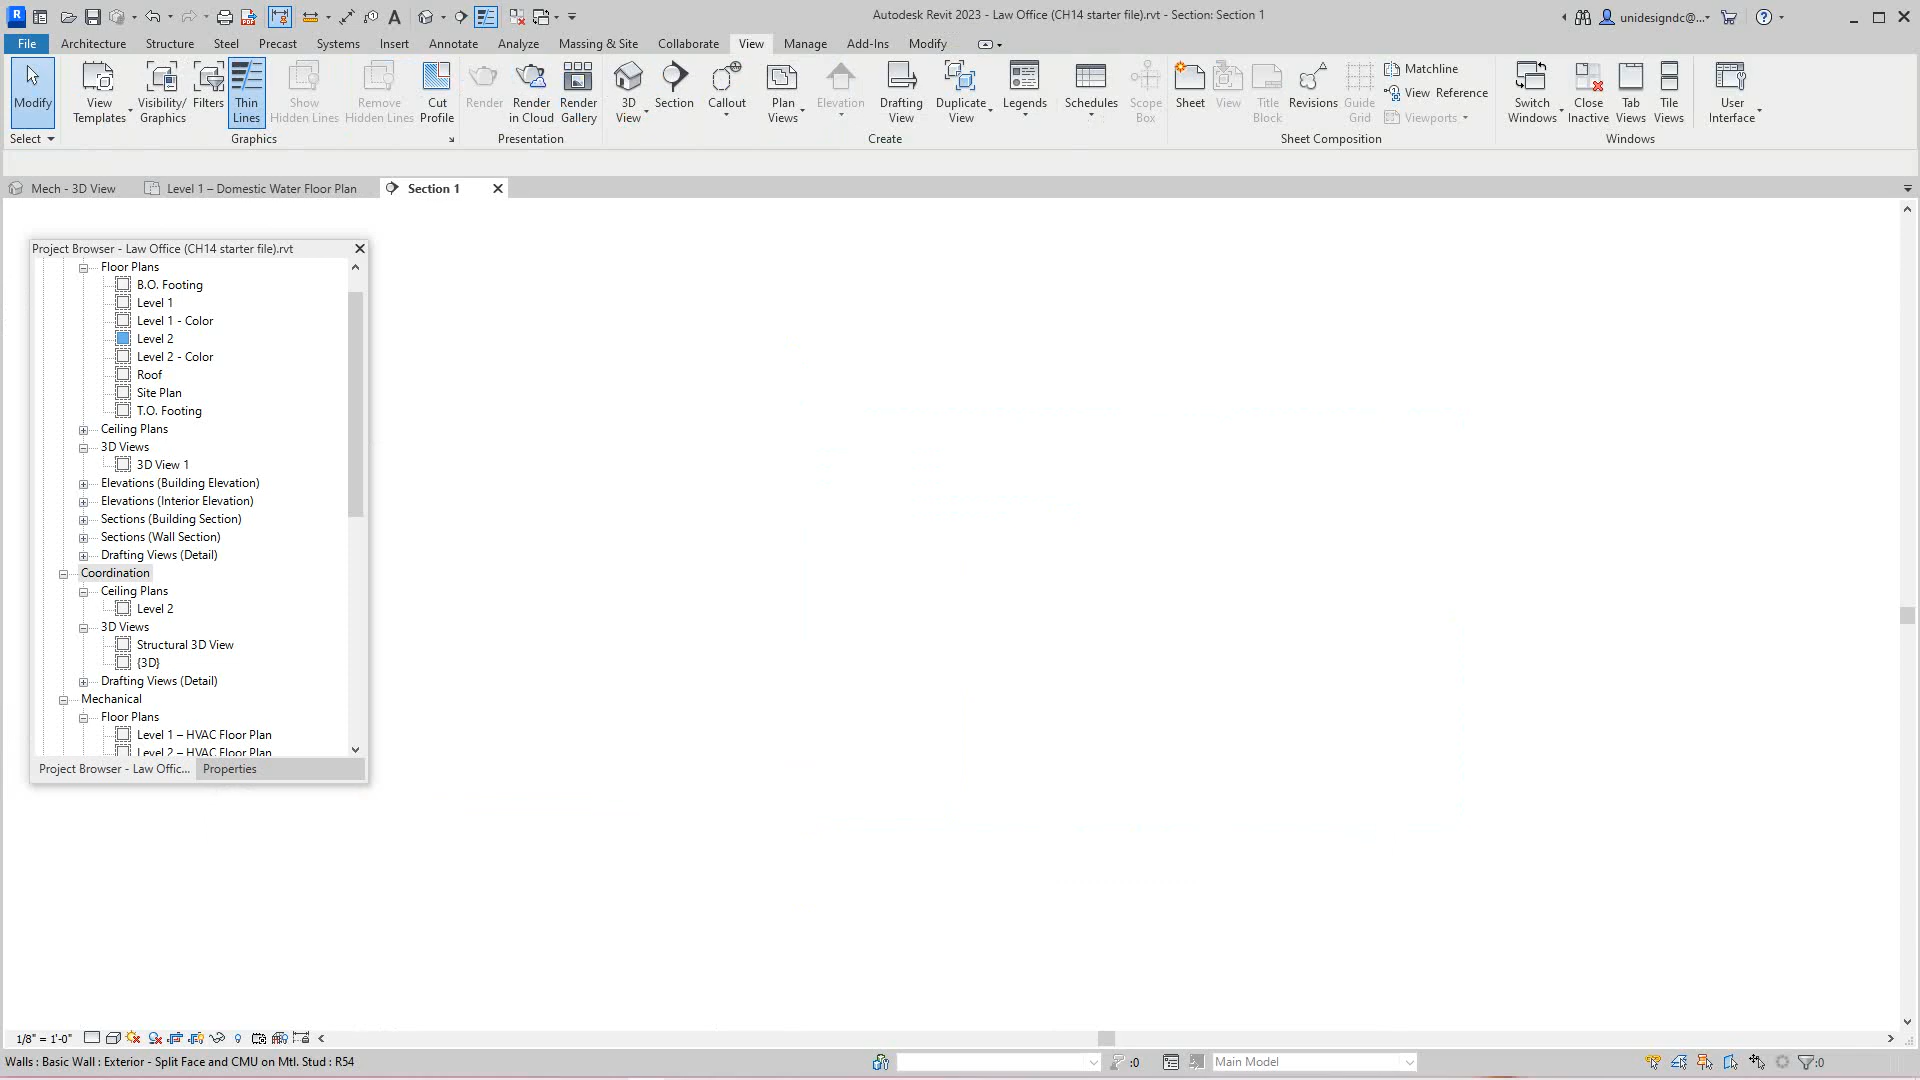 Autodesk Revit 2023 - Law Office (CH14 starter file).rvt - Section: Section 1
unidesigndc@...
File Architecture Structure Steel Precast Systems Insert Annotate Analyze Massing & Site Collaborate View Manage Add-Ins Modify
Modify
View Templates
Visibility/ Graphics
Filters
Thin Lines
Show Hidden Lines
Remove Hidden Lines
Cut Profile
Render
Render in Cloud
Render Gallery
3D View
Section
Callout
Plan Views
Elevation
Drafting View
Duplicate View
Legends
Schedules
Scope Box
Sheet
View
Title Block
Revisions
Guide Grid
Matchline
View Reference
Viewports
Switch Windows
Close Inactive
Tab Views
Tile Views
User Interface
Select Graphics Presentation Create Sheet Composition Windows
Mech - 3D View
Level 1 – Domestic Water Floor Plan
Section 1
Project Browser - Law Office (CH14 starter file).rvt
Floor Plans
B.O. Footing
Level 1
Level 1 - Color
Level 2
Level 2 - Color
Roof
Site Plan
T.O. Footing
Ceiling Plans
3D Views
3D View 1
Elevations (Building Elevation)
Elevations (Interior Elevation)
Sections (Building Section)
Sections (Wall Section)
Drafting Views (Detail)
Coordination
Ceiling Plans
Level 2
3D Views
Structural 3D View
{3D}
Drafting Views (Detail)
Mechanical
Floor Plans
Level 1 – HVAC Floor Plan
Level 2 – HVAC Floor Plan
Project Browser - Law Offic... Properties
1/8" = 1'-0"
Walls : Basic Wall : Exterior - Split Face and CMU on Mtl. Stud : R54
:0
Main Model
:0